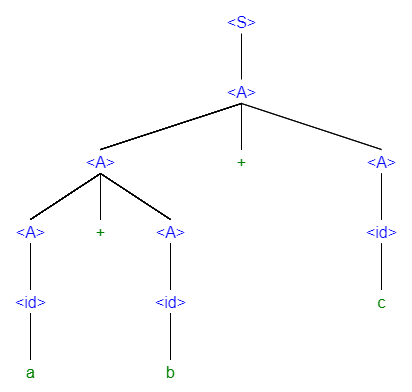 <S>
<A>
<A> + <A>
<A> + <A> <id>
<id> <id> c
a b